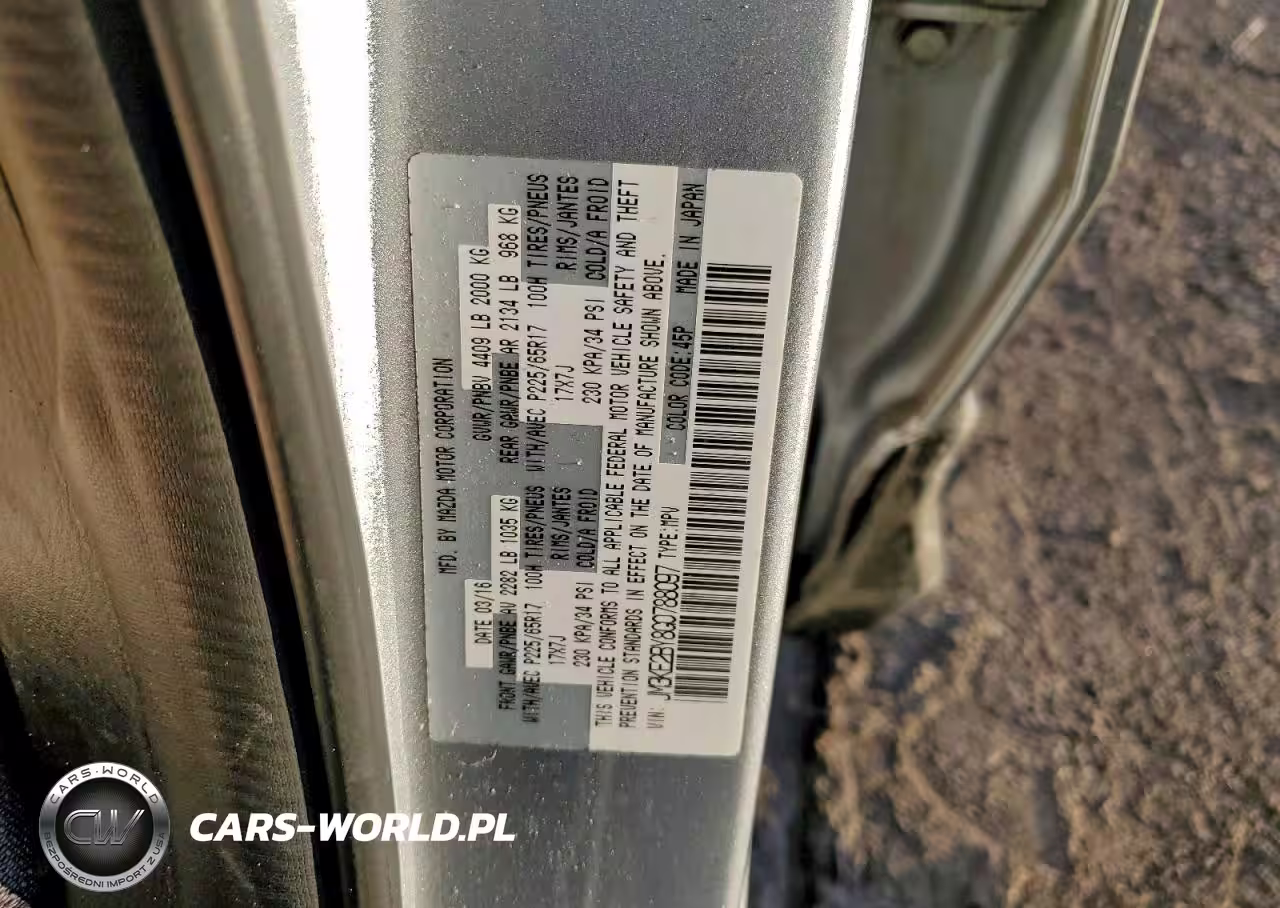 MFD. BY MAZDA MOTOR CORPORATION
DATE 03/16 GVWR/PNBV 4409 LB 2000 KG
FRONT GAWR/PNBE AV 2282 LB 1035 KG REAR GAWR/PNBE AR 2134 LB 968 KG
WITH/AVEC P225/65R17 100H TIRES/PNEUS WITH/AVEC P225/65R17 100H TIRES/PNEUS
17X7J RIMS/JANTES 17X7J RIMS/JANTES
230 KPA/34 PSI COLD/A FROID 230 KPA/34 PSI COLD/A FROID
THIS VEHICLE CONFORMS TO ALL APPLICABLE FEDERAL MOTOR VEHICLE SAFETY AND THEFT
PREVENTION STANDARDS IN EFFECT ON THE DATE OF MANUFACTURE SHOWN ABOVE.
VIN: JM3KE2BY8G0788097 TYPE:MPV COLOR CODE:45P MADE IN JAPAN
CARS-WORLD
CW
BEZPOŚREDNI IMPORT Z USA
CARS-WORLD.PL